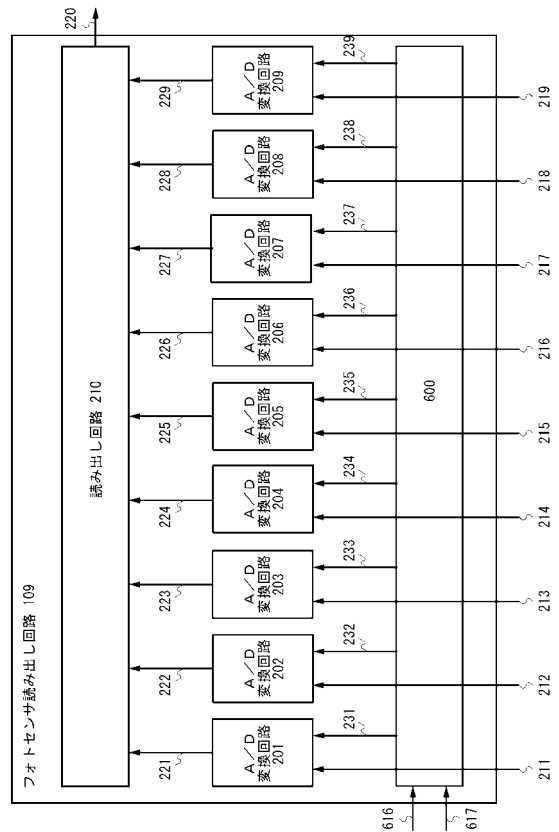 フォトセンサ読み出し回路 109
読み出し回路 210
220
221
222
223
224
225
226
227
228
229
A/D
変換回路
201
A/D
変換回路
202
A/D
変換回路
203
A/D
変換回路
204
A/D
変換回路
205
A/D
変換回路
206
A/D
変換回路
207
A/D
変換回路
208
A/D
変換回路
209
231
232
233
234
235
236
237
238
239
600
616
617
211
212
213
214
215
216
217
218
219